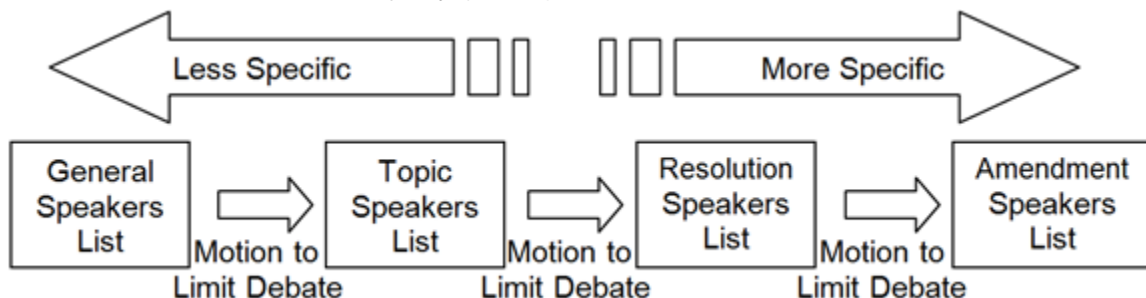 Less Specific
More Specific
General
Speakers
List
Motion to
Limit Debate
Topic
Speakers
List
Motion to
Limit Debate
Resolution
Speakers
List
Motion to
Limit Debate
Amendment
Speakers
List